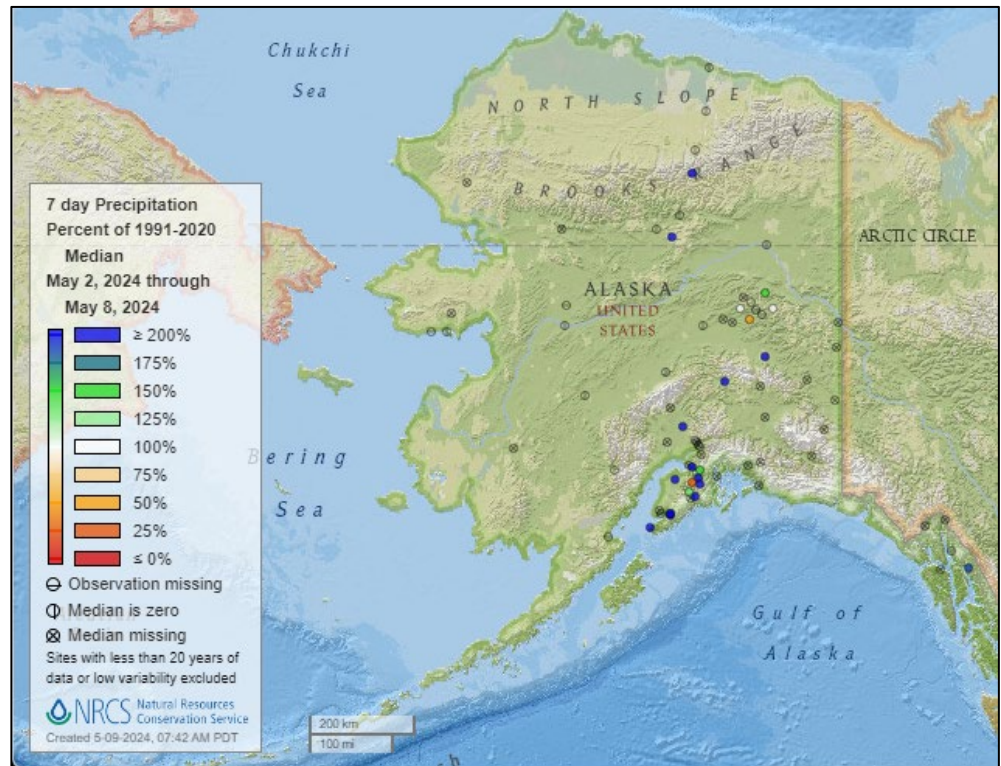 Chukchi
Sea
NORTH SLOPE
BROOKS RANGE
ARCTIC CIRCLE
ALASKA
UNITED
STATES
Bering
Sea
Gulf of
Alaska
7 day Precipitation
Percent of 1991-2020
Median
May 2, 2024 through
May 8, 2024
≥ 200%
175%
150%
125%
100%
75%
50%
25%
≤ 0%
Observation missing
Median is zero
Median missing
Sites with less than 20 years of
data or low variability excluded
NRCS Natural Resources
Conservation Service
Created 5-09-2024, 07:42 AM PDT
200 km
100 mi